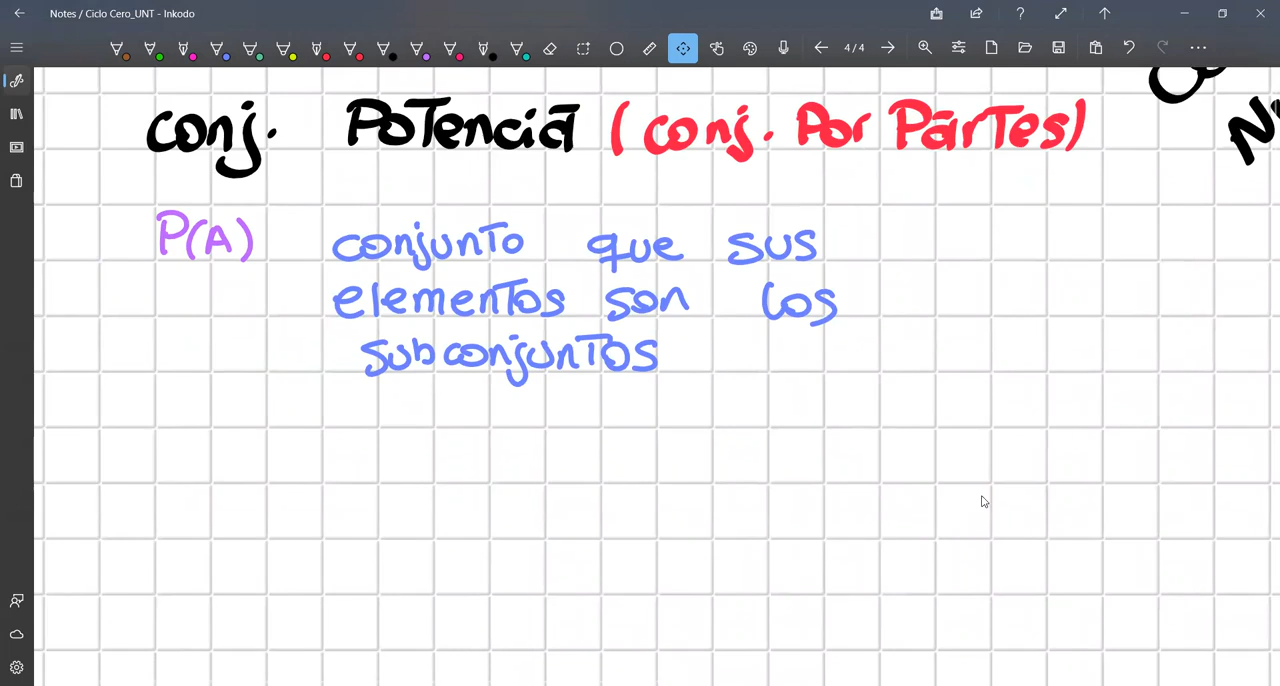 Notes / Ciclo Cero_UNT - Inkodo
4/4
conj. Potencia (conj. Por Partes)
P(A) conjunto que sus
elementos son los
subconjuntos